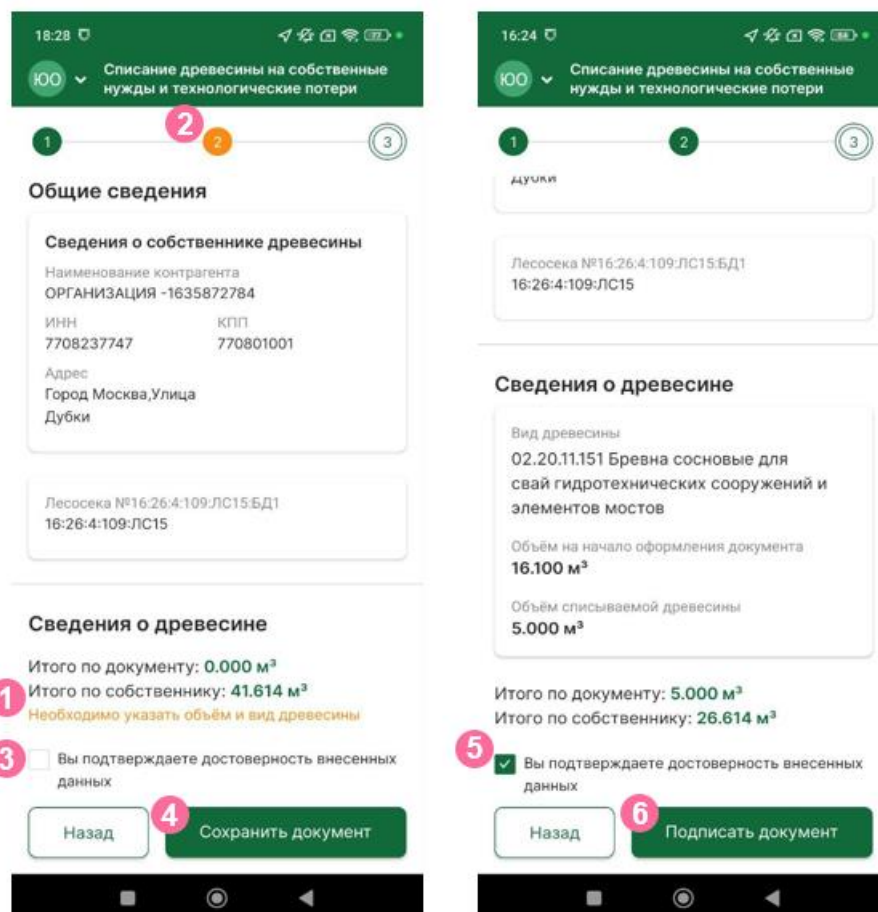 18:28
77
ЮО
Списание древесины на собственные
нужды и технологические потери
2
1
2
3
Общие сведения
Сведения о собственнике древесины
Наименование контрагента
ОРГАНИЗАЦИЯ -1635872784
ИНН КПП
7708237747 770801001
Адрес
Город Москва,Улица
Дубки
Лесосека №16:26:4:109:ЛС15:БД1
16:26:4:109:ЛС15
Сведения о древесине
Итого по документу: 0.000 м³
1
Итого по собственнику: 41.614 м³
Необходимо указать объём и вид древесины
3
Вы подтверждаете достоверность внесенных
данных
4
Назад
Сохранить документ
16:24
84
ЮО
Списание древесины на собственные
нужды и технологические потери
1
2
3
Дубки
Лесосека №16:26:4:109:ЛС15:БД1
16:26:4:109:ЛС15
Сведения о древесине
Вид древесины
02.20.11.151 Бревна сосновые для
свай гидротехнических сооружений и
элементов мостов
Объём на начало оформления документа
16.100 м³
Объём списываемой древесины
5.000 м³
Итого по документу: 5.000 м³
Итого по собственнику: 26.614 м³
5
Вы подтверждаете достоверность внесенных
данных
6
Назад
Подписать документ